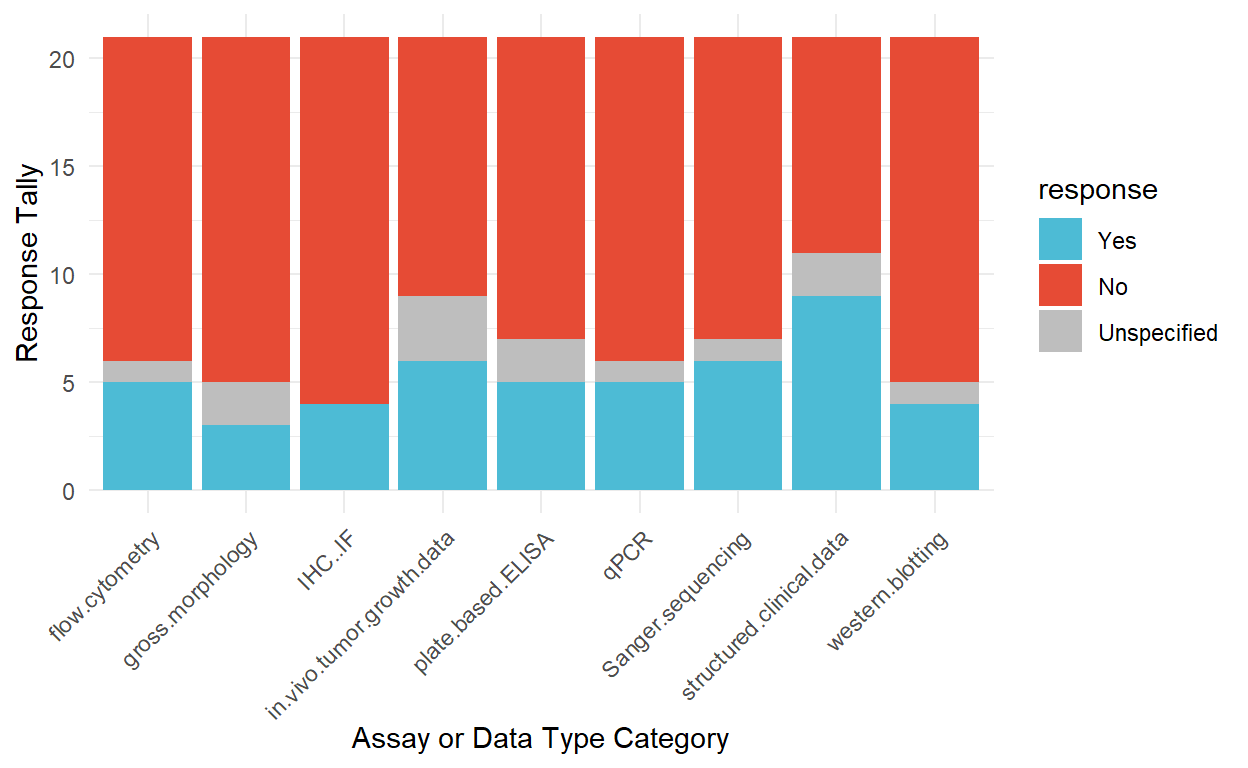 20
15
10
5
0
Response Tally
flow.cytometry
gross.morphology
IHC..IF
in.vivo.tumor.growth.data
plate.based.ELISA
qPCR
Sanger.sequencing
structured.clinical.data
western.blotting
Assay or Data Type Category
response
Yes
No
Unspecified